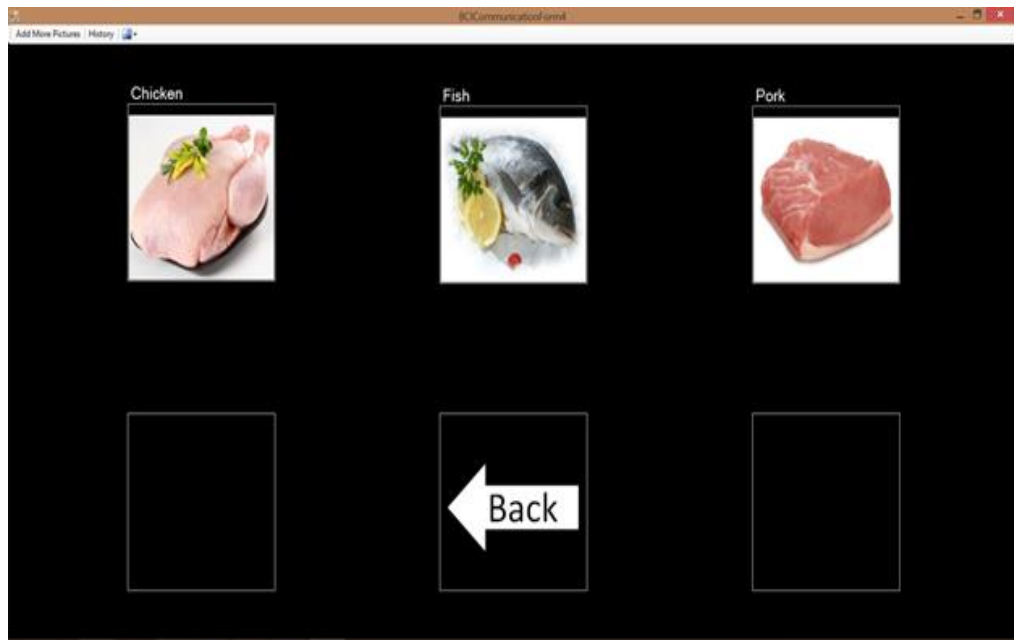 BCICommunicationForm4
Add More Pictures History
Chicken
Fish
Pork
Back